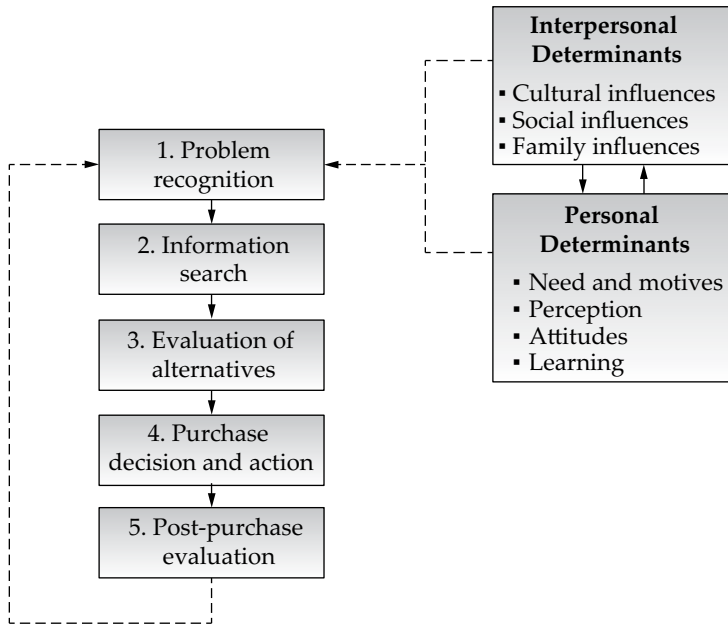 Interpersonal
Determinants
▪ Cultural influences
▪ Social influences
▪ Family influences
Personal
Determinants
▪ Need and motives
▪ Perception
▪ Attitudes
▪ Learning
1. Problem
recognition
2. Information
search
3. Evaluation of
alternatives
4. Purchase
decision and action
5. Post-purchase
evaluation